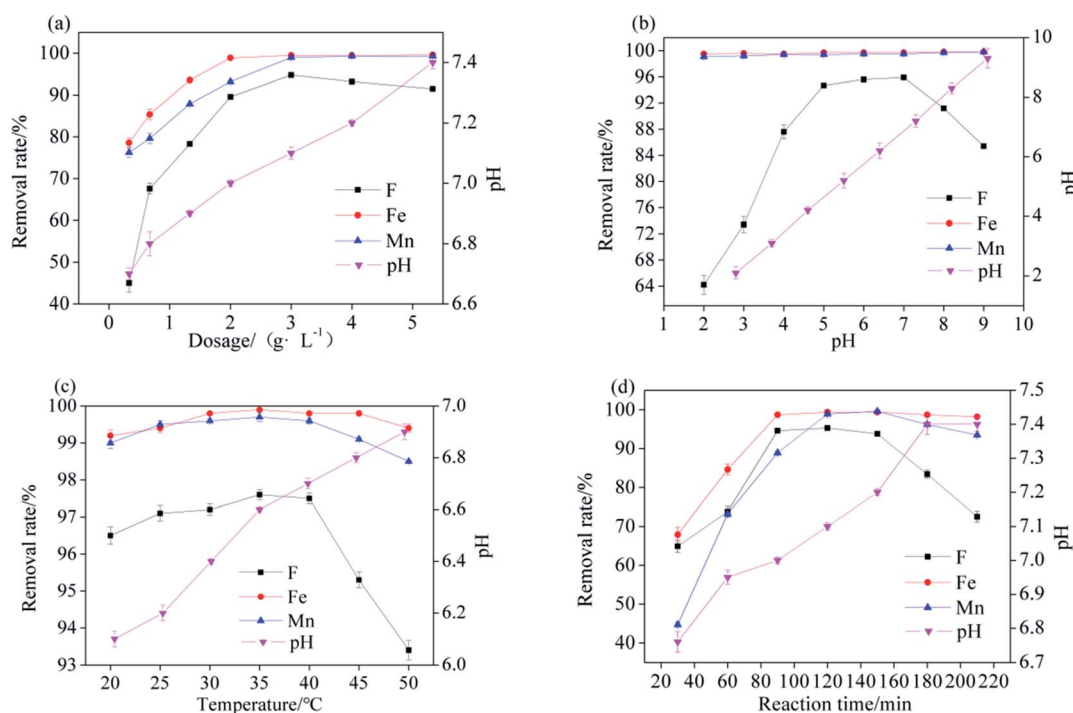 (a)
100
90
80
70
60
50
40
Removal rate/%
0 1 2 3 4 5
Dosage/（g· L⁻¹）
7.4
7.2
7.0
6.8
6.6
pH
F
Fe
Mn
pH
(b)
100
96
92
88
84
80
76
72
68
64
Removal rate/%
1 2 3 4 5 6 7 8 9 10
pH
10
8
6
4
2
pH
F
Fe
Mn
pH
(c)
100
99
98
97
96
95
94
93
Removal rate/%
20 25 30 35 40 45 50
Temperature/℃
7.0
6.8
6.6
6.4
6.2
6.0
pH
F
Fe
Mn
pH
(d)
100
90
80
70
60
50
40
Removal rate/%
20 40 60 80 100 120 140 160 180 200 220
Reaction time/min
7.5
7.4
7.3
7.2
7.1
7.0
6.9
6.8
6.7
pH
F
Fe
Mn
pH